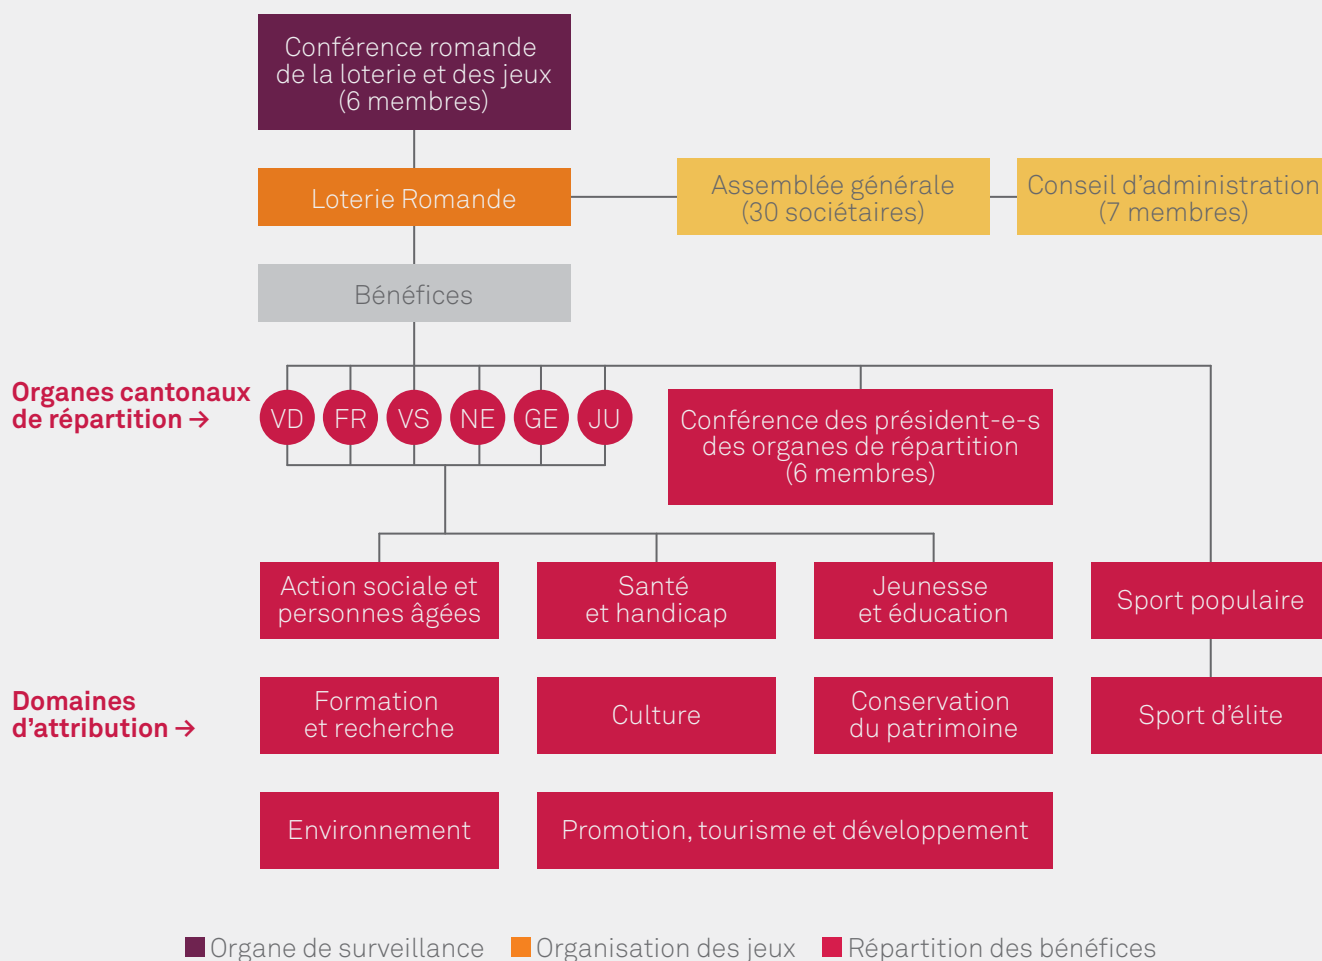 Conférence romande
de la loterie et des jeux
(6 membres)
Loterie Romande
Assemblée générale
(30 sociétaires)
Conseil d’administration
(7 membres)
Bénéfices
Organes cantonaux
de répartition →
VD
FR
VS
NE
GE
JU
Conférence des président-e-s
des organes de répartition
(6 membres)
Action sociale et
personnes âgées
Santé
et handicap
Jeunesse
et éducation
Sport populaire
Domaines
d’attribution →
Formation
et recherche
Culture
Conservation
du patrimoine
Sport d’élite
Environnement
Promotion, tourisme et développement
Organe de surveillance
Organisation des jeux
Répartition des bénéfices